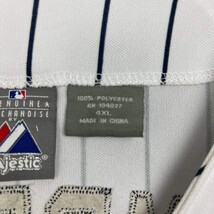 GENUINE
MERCHANDISE
Majestic
100% POLYESTER
RN 104027
4XL
MADE IN CHINA